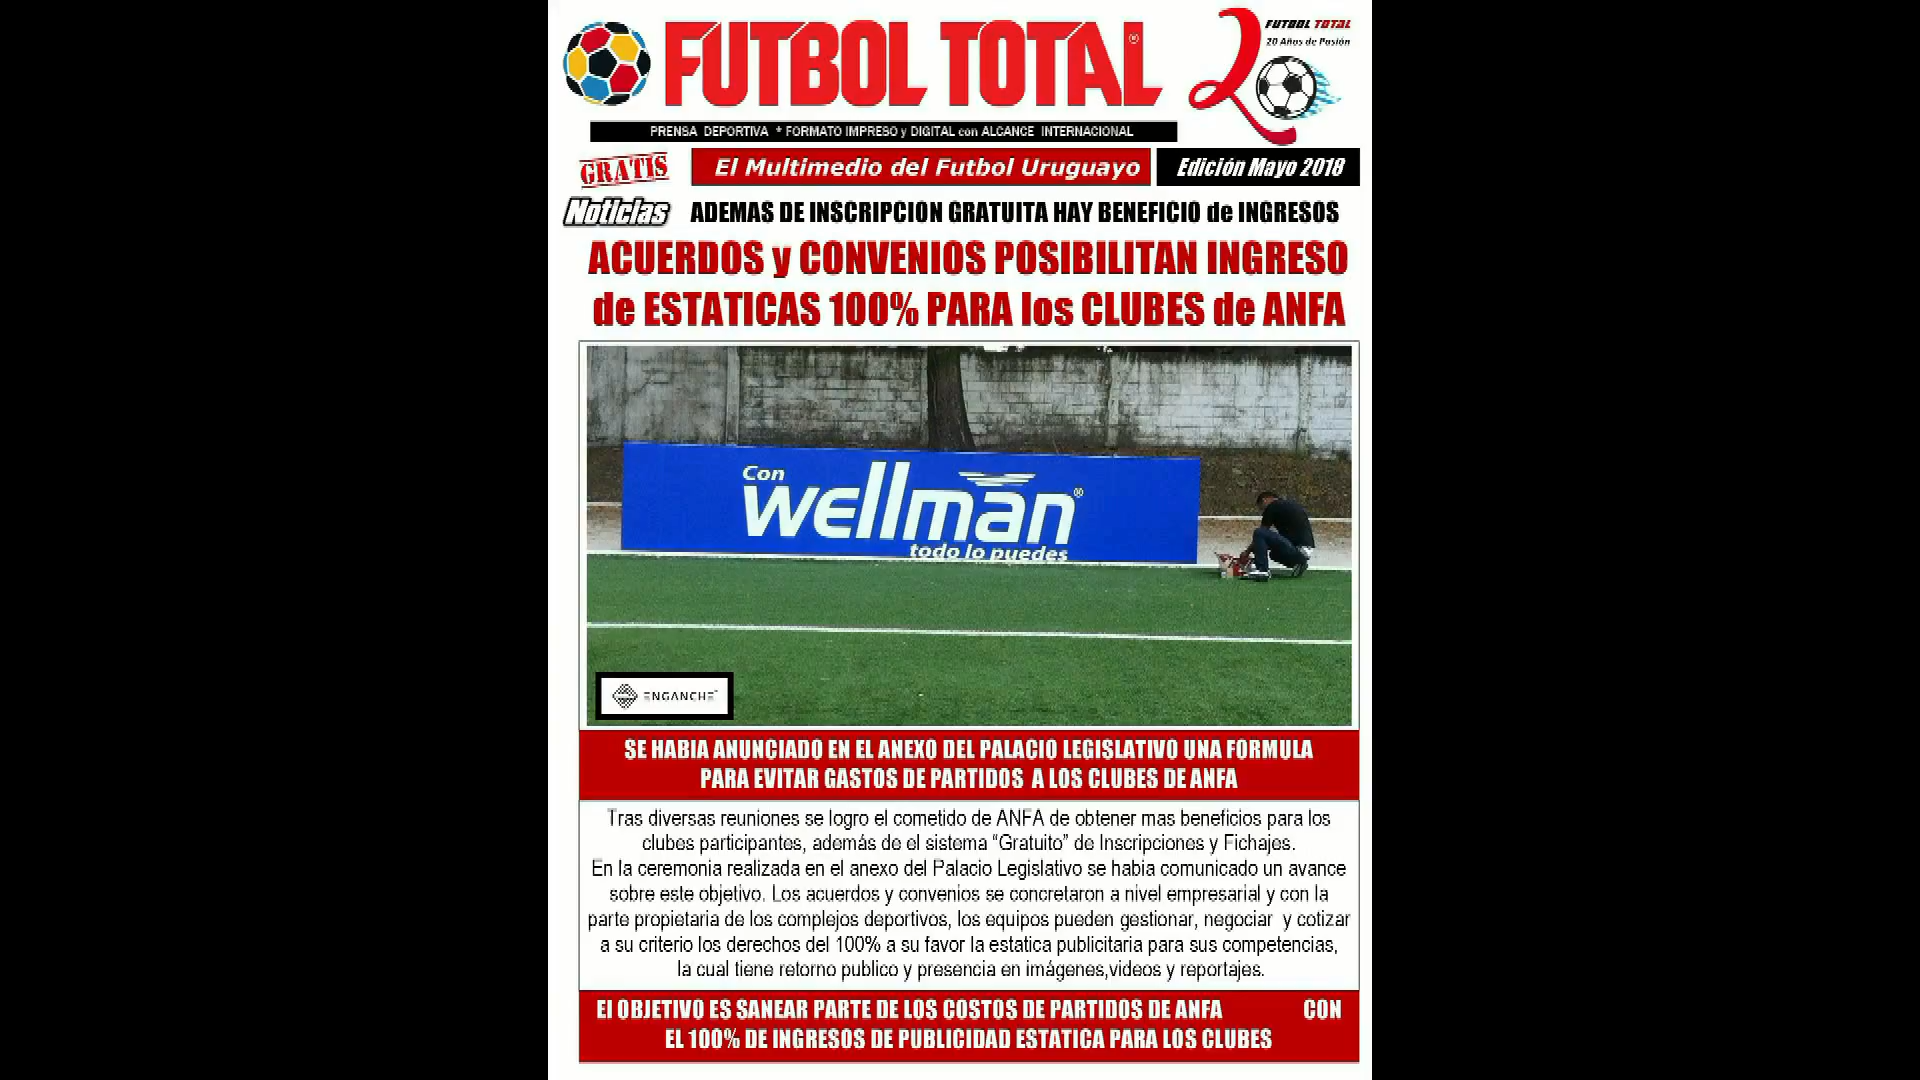 FUTBOL TOTAL®
FUTBOL TOTAL
20 Años de Pasión
PRENSA DEPORTIVA * FORMATO IMPRESO y DIGITAL con ALCANCE INTERNACIONAL
GRATIS
El Multimedio del Futbol Uruguayo
Edición Mayo 2018
Noticias
ADEMAS DE INSCRIPCION GRATUITA HAY BENEFICIO de INGRESOS
ACUERDOS y CONVENIOS POSIBILITAN INGRESO
de ESTATICAS 100% PARA los CLUBES de ANFA
Con
wellman®
todo lo puedes
ENGANCHE
SE HABIA ANUNCIADO EN EL ANEXO DEL PALACIO LEGISLATIVO UNA FORMULA
PARA EVITAR GASTOS DE PARTIDOS A LOS CLUBES DE ANFA
Tras diversas reuniones se logro el cometido de ANFA de obtener mas beneficios para los
clubes participantes, además de el sistema “Gratuito” de Inscripciones y Fichajes.
En la ceremonia realizada en el anexo del Palacio Legislativo se habia comunicado un avance
sobre este objetivo. Los acuerdos y convenios se concretaron a nivel empresarial y con la
parte propietaria de los complejos deportivos, los equipos pueden gestionar, negociar y cotizar
a su criterio los derechos del 100% a su favor la estatica publicitaria para sus competencias,
la cual tiene retorno publico y presencia en imágenes,videos y reportajes.
El OBJETIVO ES SANEAR PARTE DE LOS COSTOS DE PARTIDOS DE ANFA CON
EL 100% DE INGRESOS DE PUBLICIDAD ESTATICA PARA LOS CLUBES